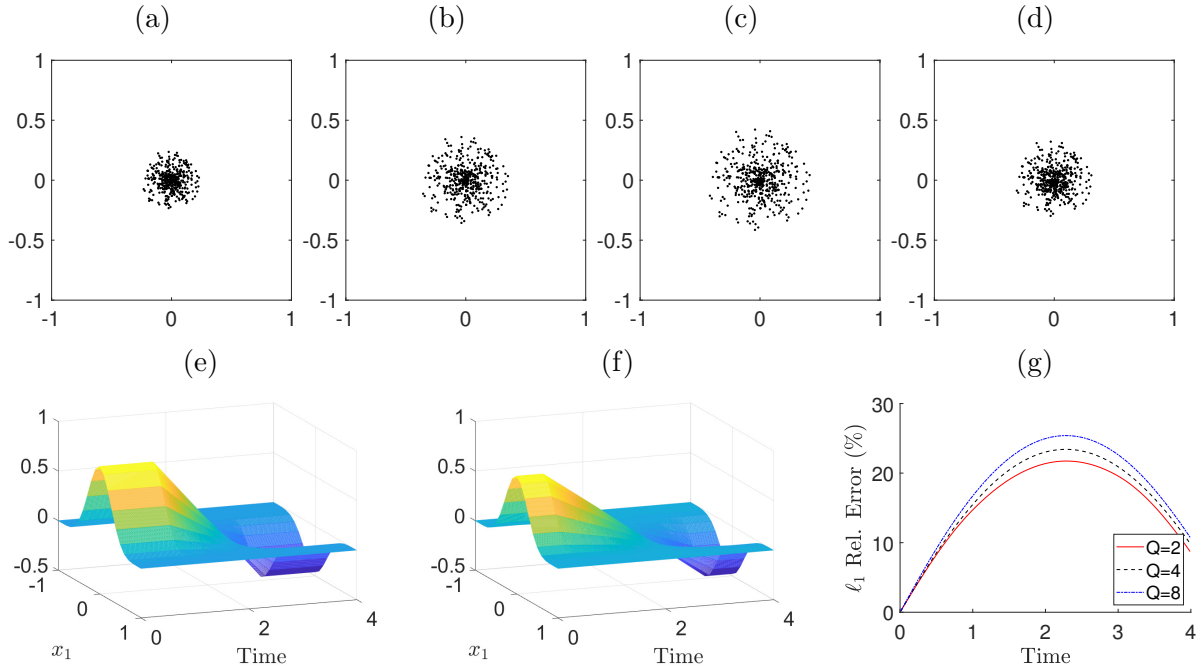 (a) (b) (c) (d)
1 1 1 1
0.5 0.5 0.5 0.5
0 0 0 0
-0.5 -0.5 -0.5 -0.5
-1 -1 -1 -1
-1 0 1 -1 0 1 -1 0 1 -1 0 1
(e) (f) (g)
1
0.5
0
-0.5
-1
0
1
x₁
0
2
4
Time
1
0.5
0
-0.5
-1
0
1
x₁
0
2
4
Time
30
20
10
0
ℓ₁ Rel. Error (%)
Q=2
Q=4
Q=8
0 1 2 3 4
Time